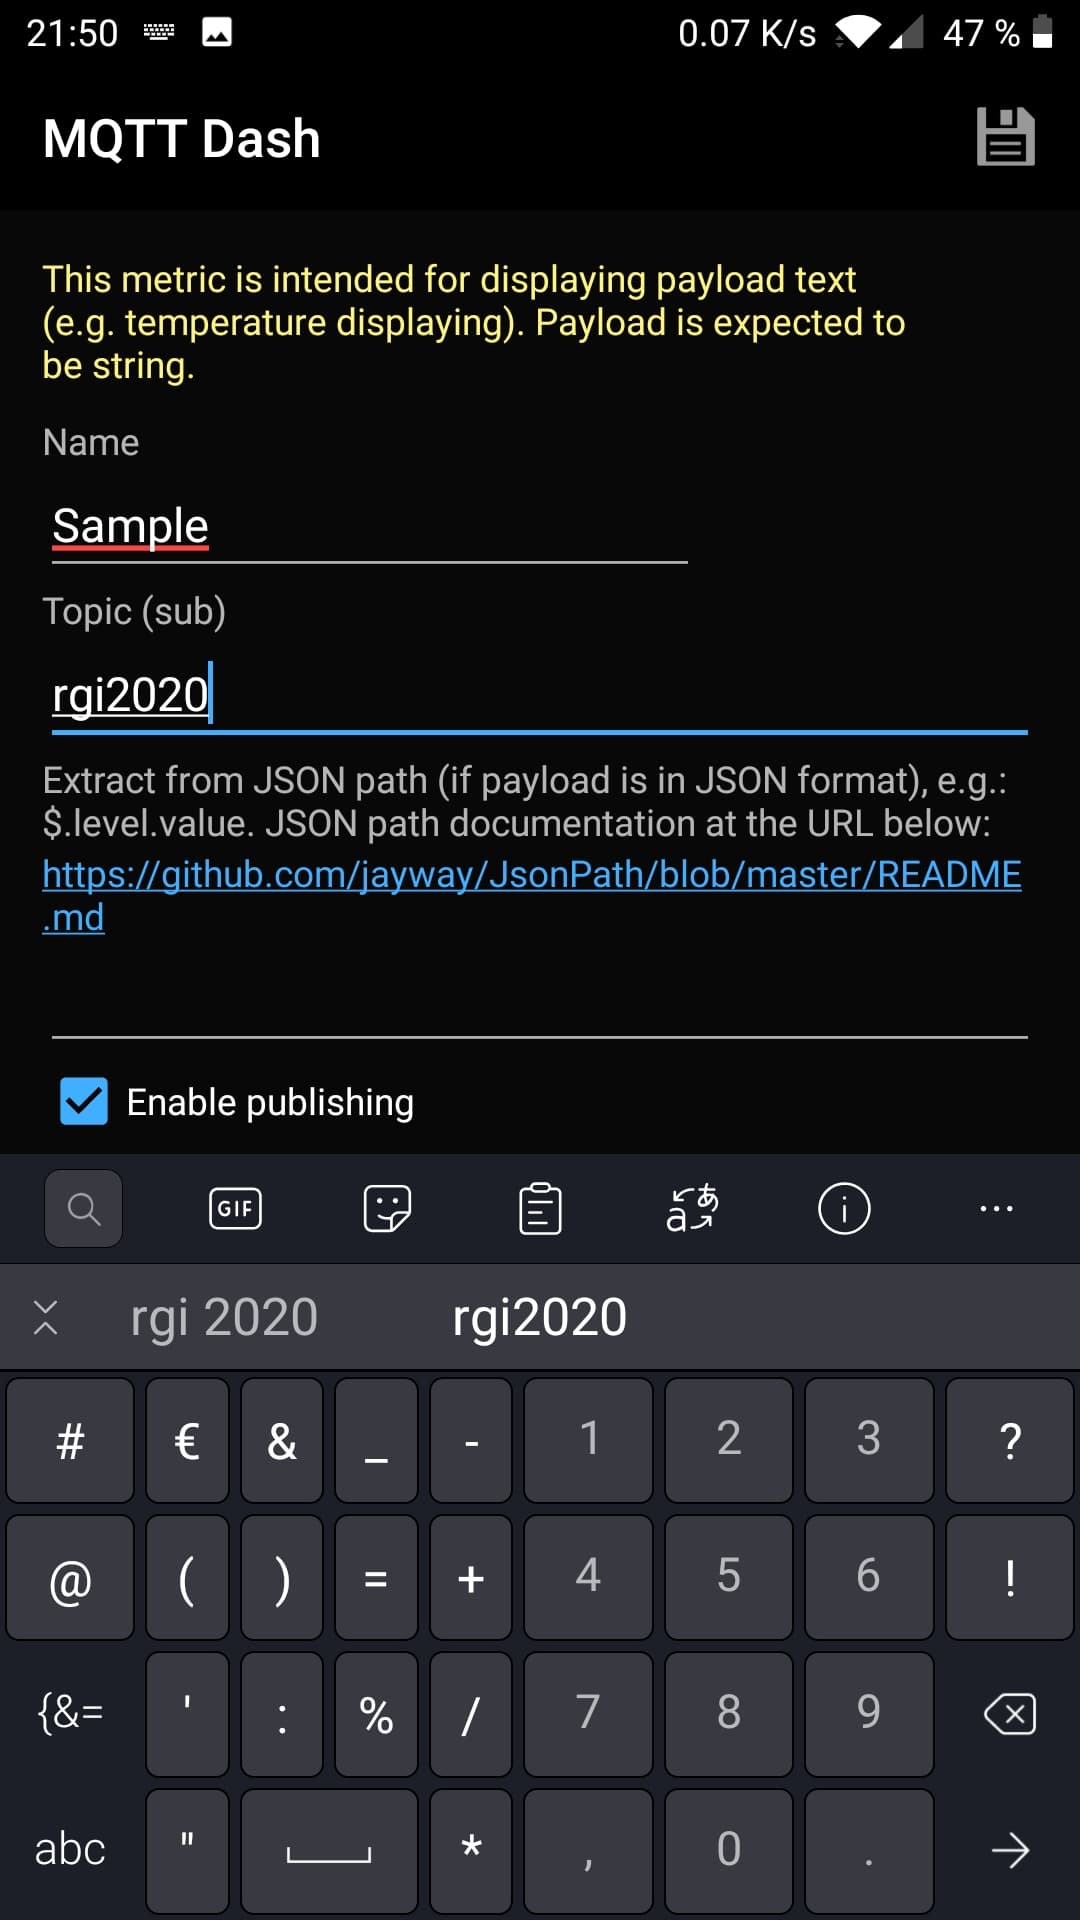 21:50 0.07 K/s 47 %
MQTT Dash
This metric is intended for displaying payload text
(e.g. temperature displaying). Payload is expected to
be string.
Name
Sample
Topic (sub)
rgi2020
Extract from JSON path (if payload is in JSON format), e.g.:
$.level.value. JSON path documentation at the URL below:
https://github.com/jayway/JsonPath/blob/master/README
.md
Enable publishing
GIF aあ
rgi 2020 rgi2020
# € & _ - 1 2 3 ?
@ ( ) = + 4 5 6 !
{&= ' : % / 7 8 9
abc " * , 0 .